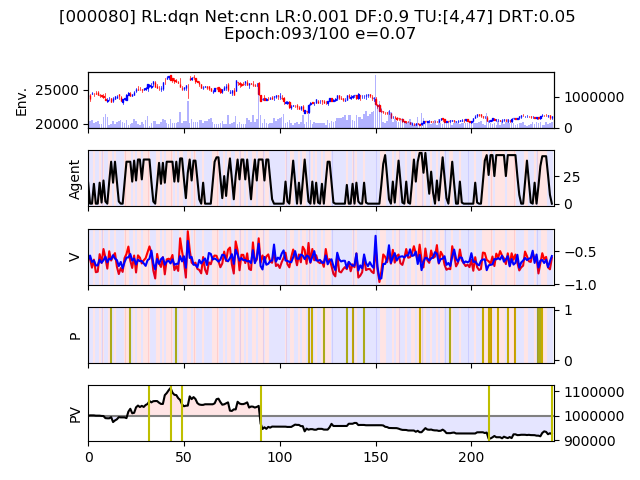 [000080] RL:dqn Net:cnn LR:0.001 DF:0.9 TU:[4,47] DRT:0.05
Epoch:093/100 e=0.07
Env.
25000
20000
1000000
0
Agent
25
0
V
−0.5
−1.0
P
1
0
PV
1100000
1000000
900000
0 50 100 150 200